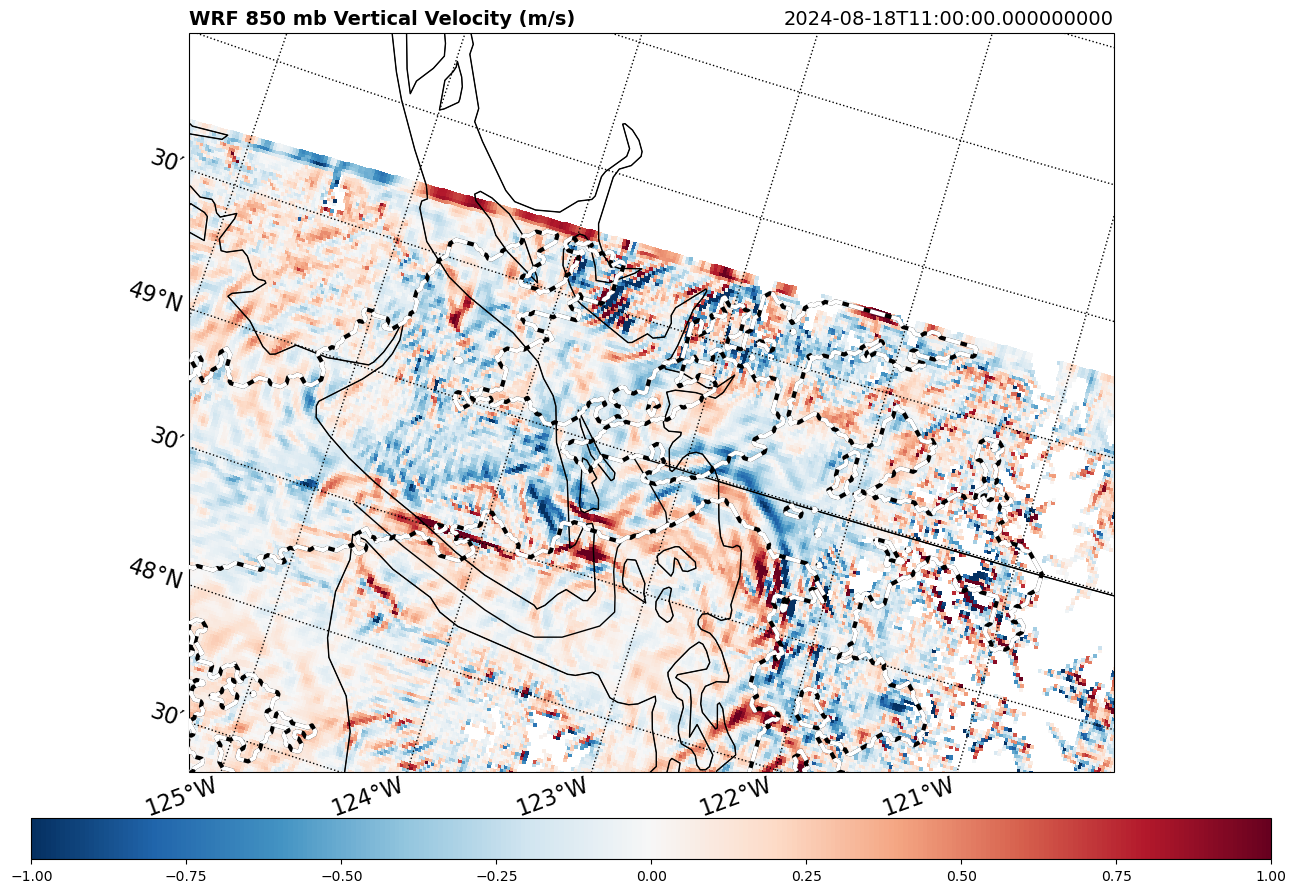 WRF 850 mb Vertical Velocity (m/s) 2024-08-18T11:00:00.000000000
30′
49°N
30′
48°N
30′
125°W 124°W 123°W 122°W 121°W
−1.00 −0.75 −0.50 −0.25 0.00 0.25 0.50 0.75 1.00